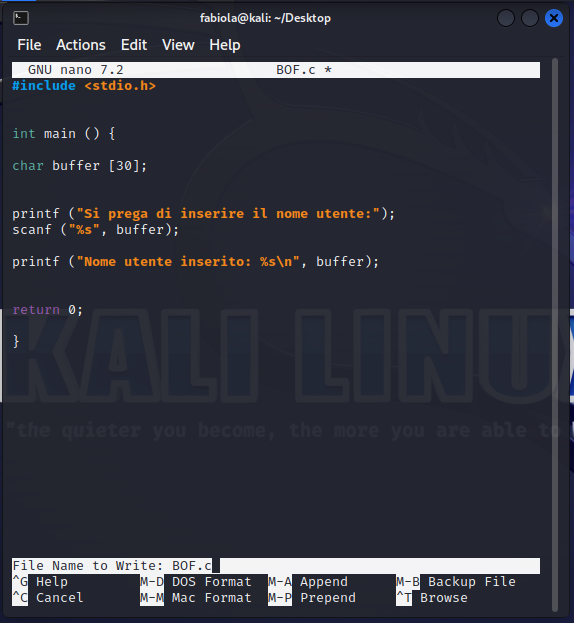 fabiola@kali: ~/Desktop
File Actions Edit View Help
GNU nano 7.2 BOF.c *
#include <stdio.h>
int main () {
char buffer [30];
printf ("Si prega di inserire il nome utente:");
scanf ("%s", buffer);
printf ("Nome utente inserito: %s\n", buffer);
return 0;
}
KALI LINU
"the quieter you become, the more you are able to
File Name to Write: BOF.c
^G Help M-D DOS Format M-A Append M-B Backup File
^C Cancel M-M Mac Format M-P Prepend ^T Browse